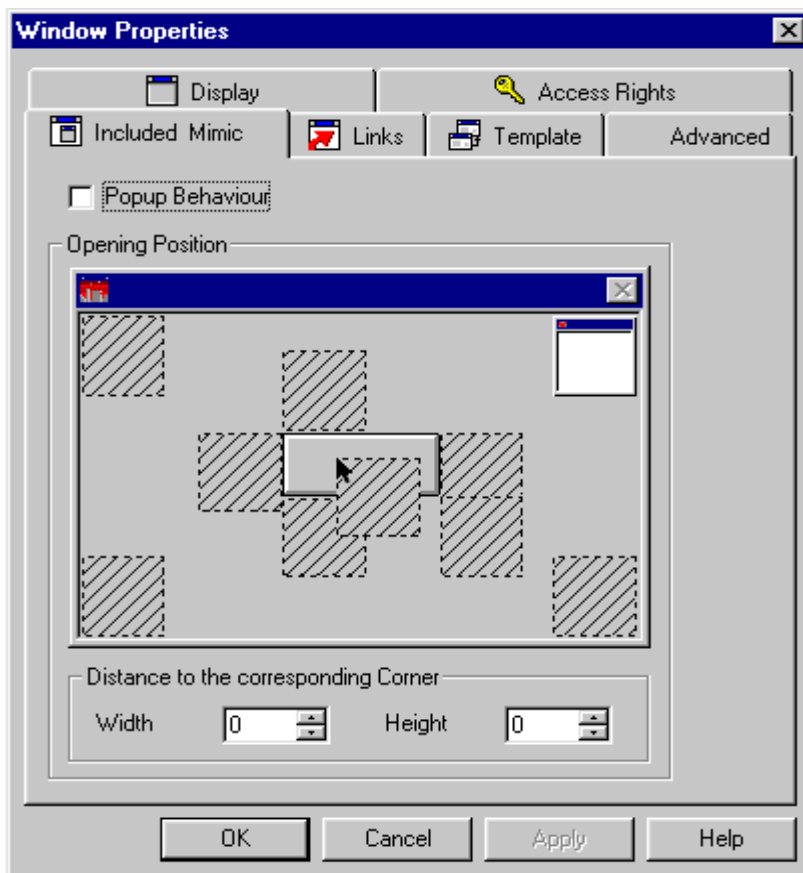 Window Properties
Display
Access Rights
Included Mimic
Links
Template
Advanced
Popup Behaviour
Opening Position
Distance to the corresponding Corner
Width 0 Height 0
OK Cancel Apply Help